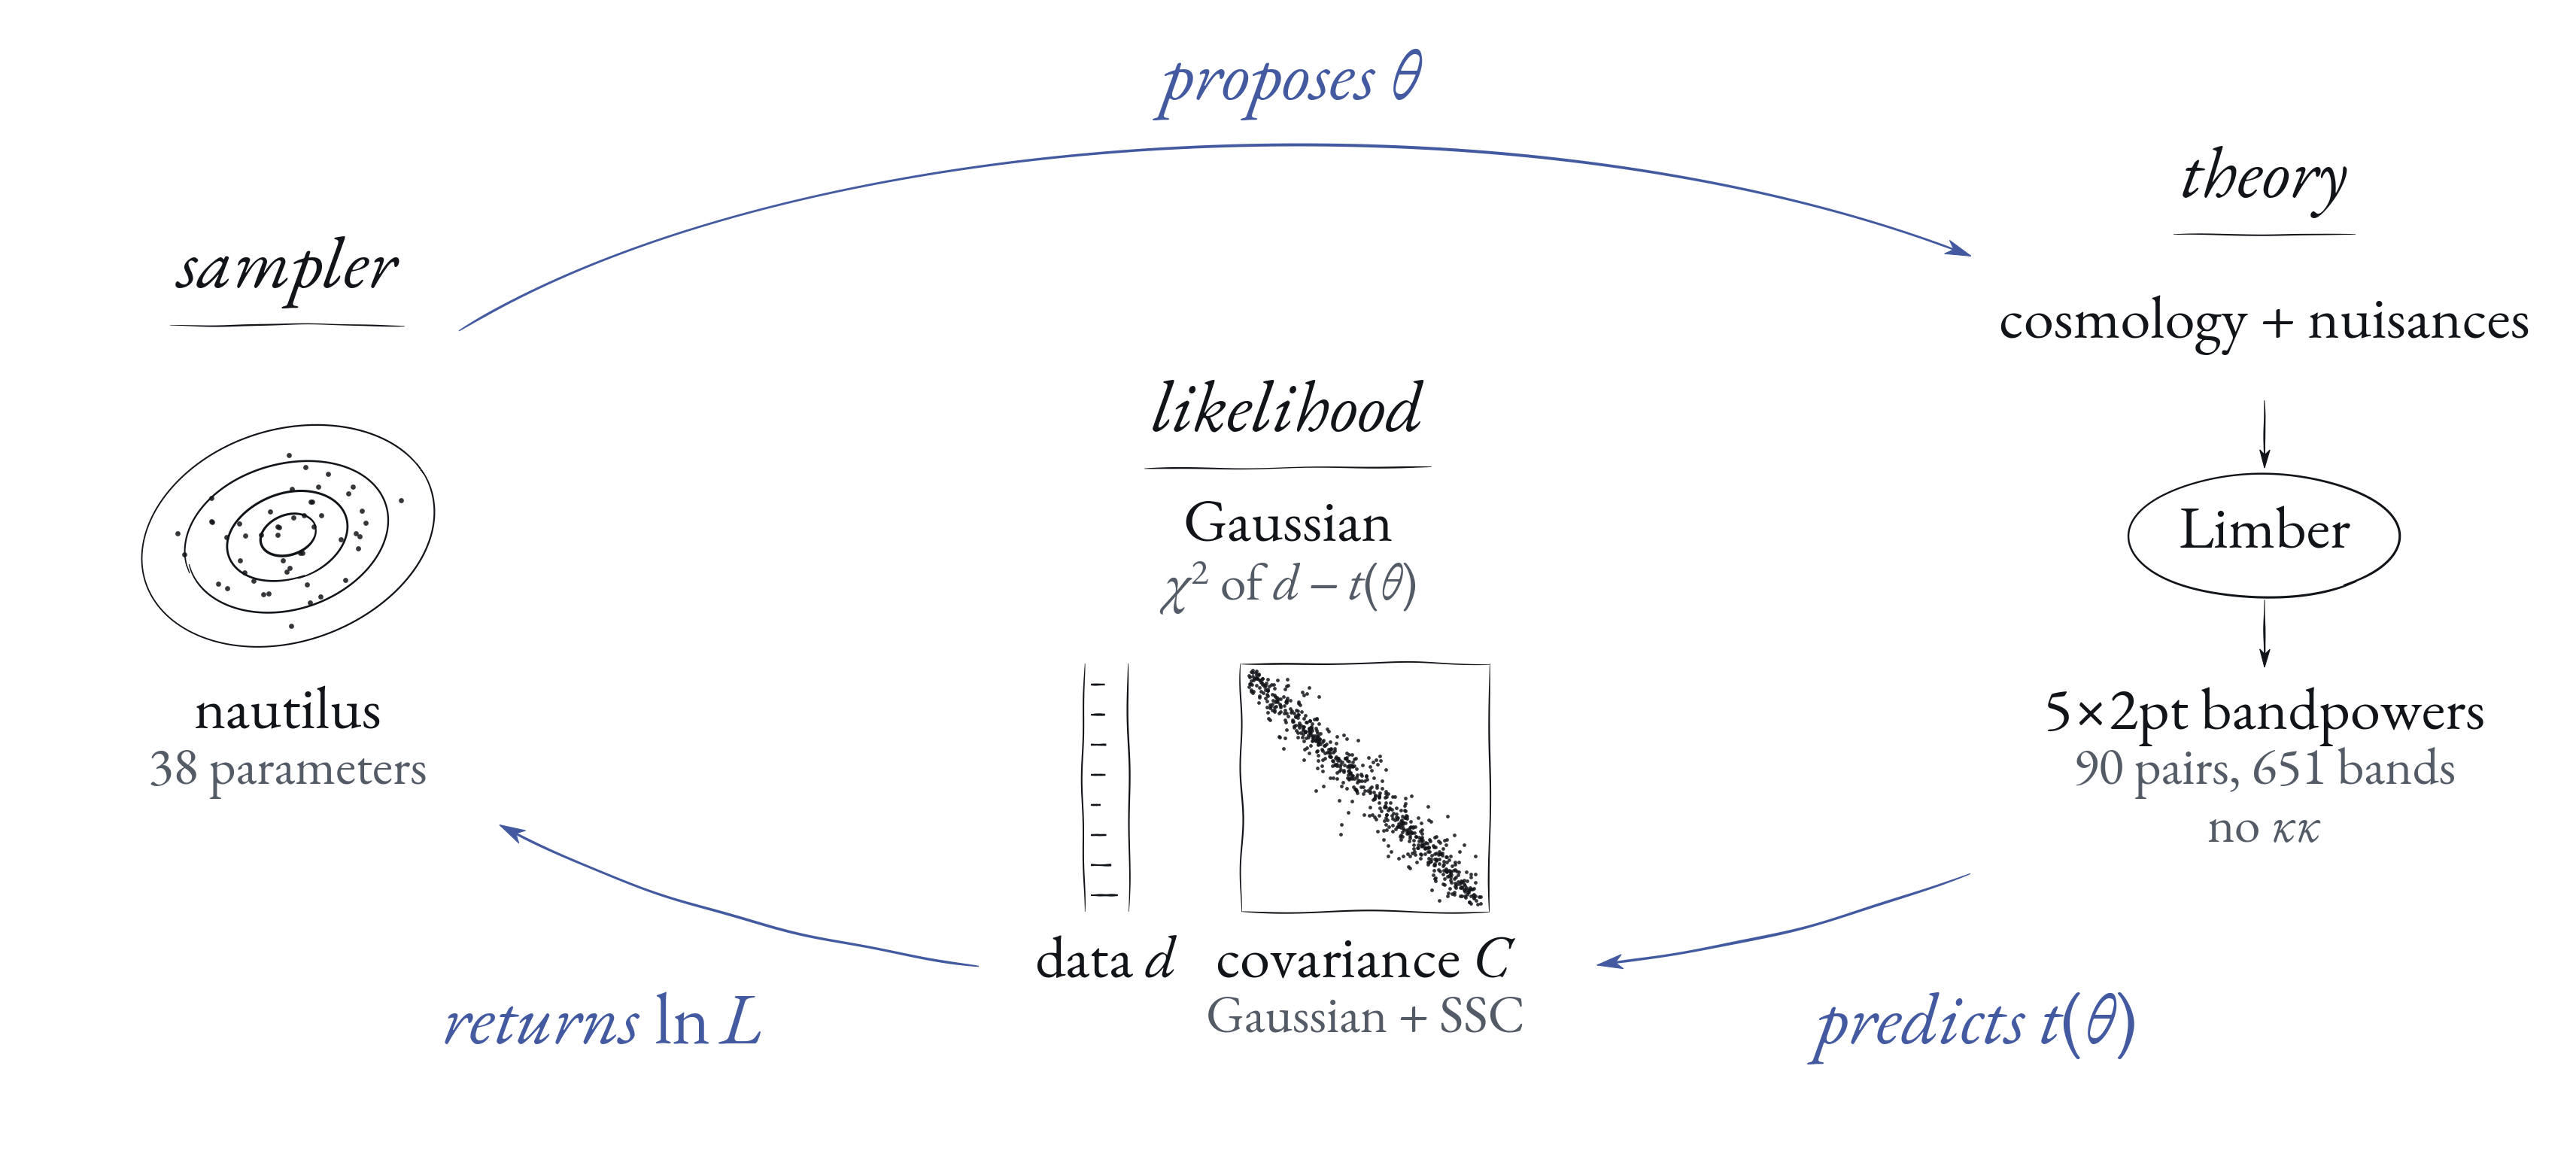 proposes θ
sampler
nautilus
38 parameters
likelihood
Gaussian
χ² of d – t(θ)
data d
covariance C
Gaussian + SSC
theory
cosmology + nuisances
Limber
5×2pt bandpowers
90 pairs, 651 bands
no κκ
returns ln L
predicts t(θ)